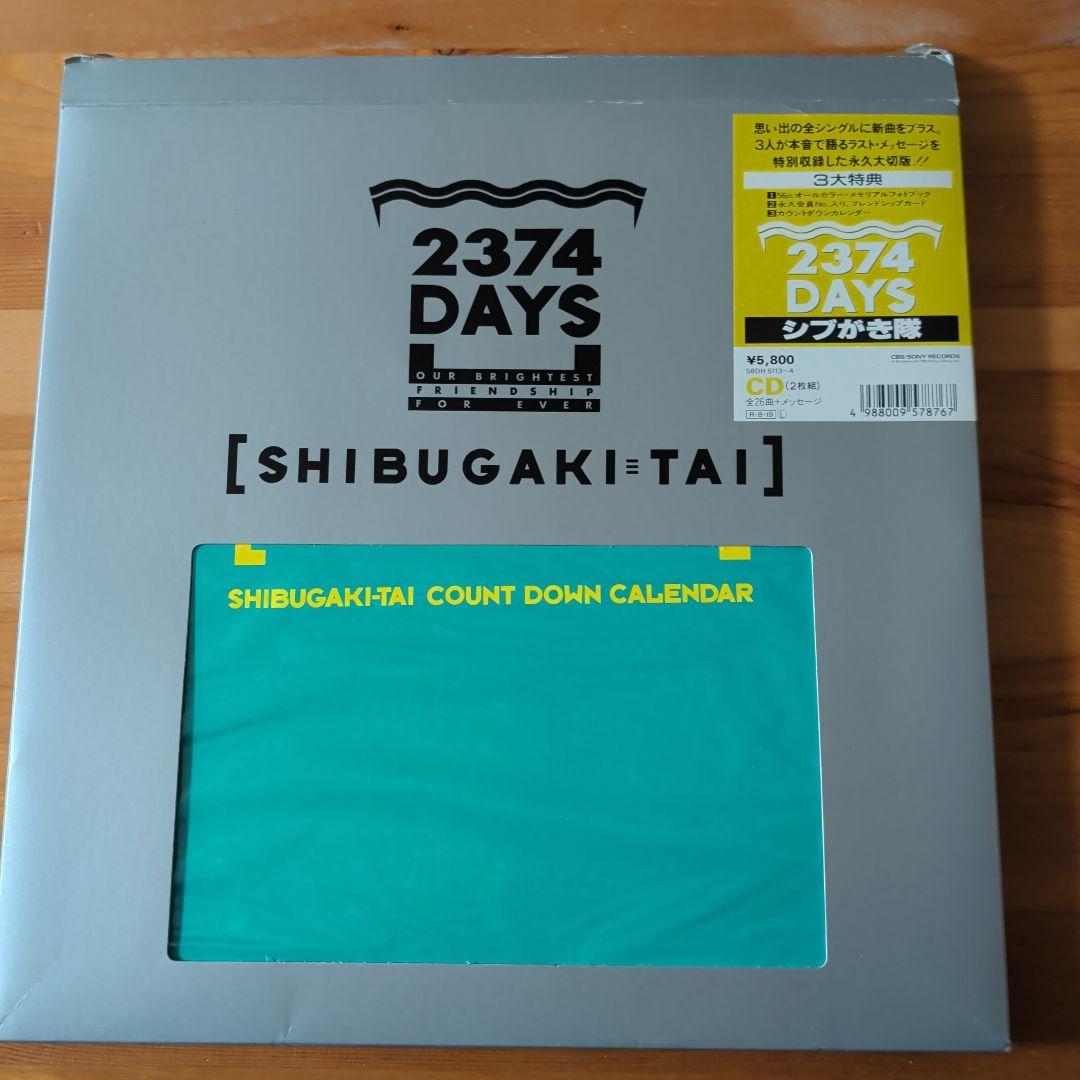 2374
DAYS
OUR BRIGHTEST
FRIENDSHIP
FOR EVER
[SHIBUGAKI-TAI]
SHIBUGAKI-TAI COUNT DOWN CALENDAR
思い出の全シングルに新曲をプラス。
3人が本音で語るラスト・メッセージを
特別収録した永久大切版!!
3大特典
1 56p.オールカラー・メモリアルフォトブック
2 永久会員No.入り、フレンドシップカード
3 カウントダウンカレンダー
2374
DAYS
シブがき隊
¥5,800
CBS/SONY RECORDS
58DH 5113~4
CD(2枚組)
全26曲+メッセージ
R-8-19 L
4 988009 578767